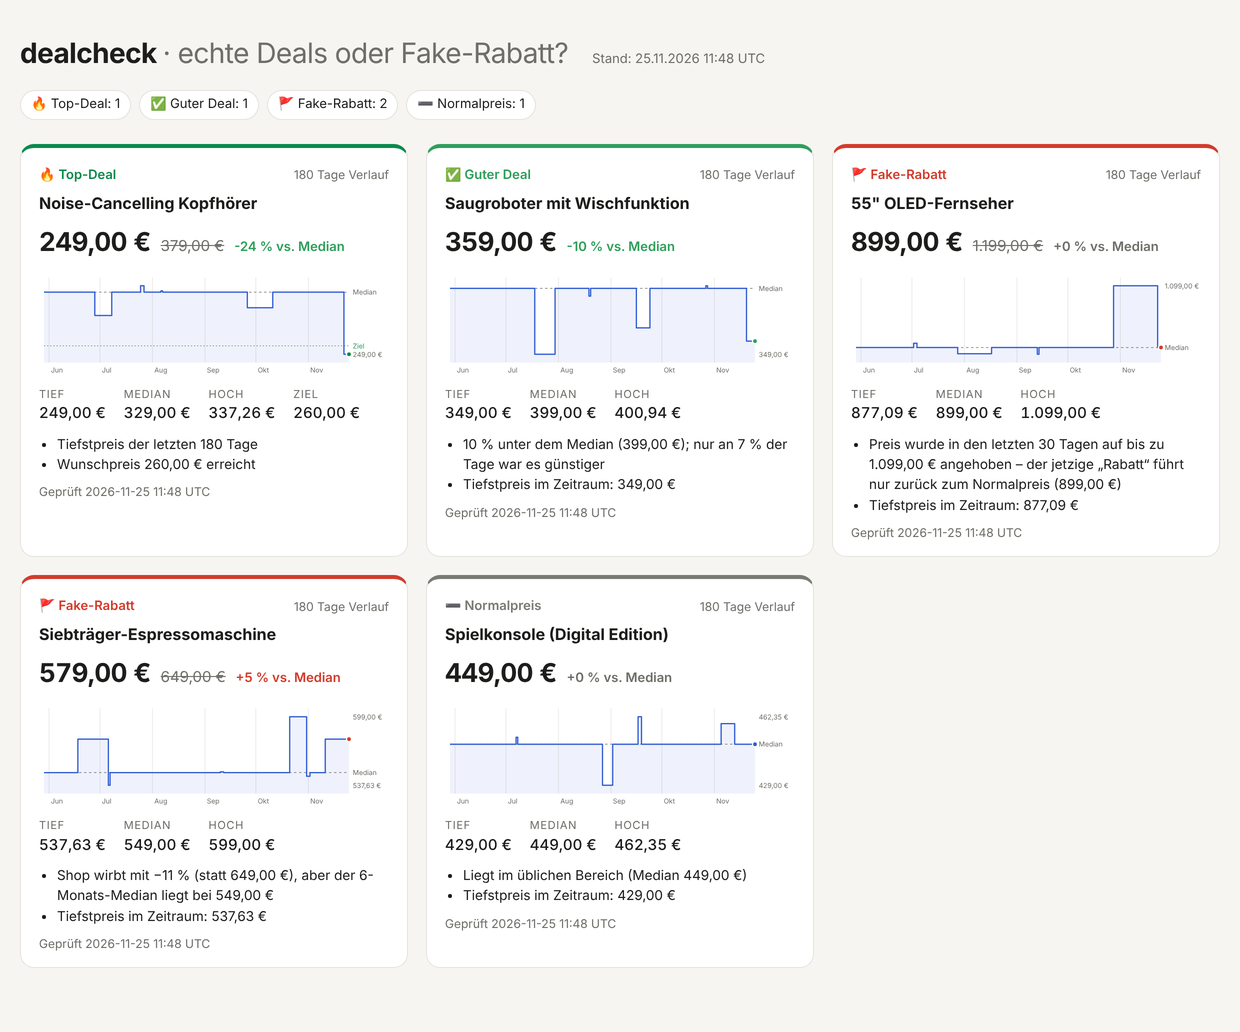 dealcheck · echte Deals oder Fake-Rabatt? Stand: 25.11.2026 11:48 UTC
🔥 Top-Deal: 1 ✅ Guter Deal: 1 🚩 Fake-Rabatt: 2 ➖ Normalpreis: 1
🔥 Top-Deal 180 Tage Verlauf
Noise-Cancelling Kopfhörer
249,00 € 379,00 € -24 % vs. Median
Median
Ziel
249,00 €
Jun Jul Aug Sep Okt Nov
TIEF MEDIAN HOCH ZIEL
249,00 € 329,00 € 337,26 € 260,00 €
• Tiefstpreis der letzten 180 Tage
• Wunschpreis 260,00 € erreicht
Geprüft 2026-11-25 11:48 UTC
✅ Guter Deal 180 Tage Verlauf
Saugroboter mit Wischfunktion
359,00 € -10 % vs. Median
Median
349,00 €
Jun Jul Aug Sep Okt Nov
TIEF MEDIAN HOCH
349,00 € 399,00 € 400,94 €
• 10 % unter dem Median (399,00 €); nur an 7 % der
Tage war es günstiger
• Tiefstpreis im Zeitraum: 349,00 €
Geprüft 2026-11-25 11:48 UTC
🚩 Fake-Rabatt 180 Tage Verlauf
55" OLED-Fernseher
899,00 € 1.199,00 € +0 % vs. Median
1.099,00 €
Median
Jun Jul Aug Sep Okt Nov
TIEF MEDIAN HOCH
877,09 € 899,00 € 1.099,00 €
• Preis wurde in den letzten 30 Tagen auf bis zu
1.099,00 € angehoben – der jetzige „Rabatt“ führt
nur zurück zum Normalpreis (899,00 €)
• Tiefstpreis im Zeitraum: 877,09 €
Geprüft 2026-11-25 11:48 UTC
🚩 Fake-Rabatt 180 Tage Verlauf
Siebträger-Espressomaschine
579,00 € 649,00 € +5 % vs. Median
599,00 €
Median
537,63 €
Jun Jul Aug Sep Okt Nov
TIEF MEDIAN HOCH
537,63 € 549,00 € 599,00 €
• Shop wirbt mit −11 % (statt 649,00 €), aber der 6-
Monats-Median liegt bei 549,00 €
• Tiefstpreis im Zeitraum: 537,63 €
Geprüft 2026-11-25 11:48 UTC
➖ Normalpreis 180 Tage Verlauf
Spielkonsole (Digital Edition)
449,00 € +0 % vs. Median
462,35 €
Median
429,00 €
Jun Jul Aug Sep Okt Nov
TIEF MEDIAN HOCH
429,00 € 449,00 € 462,35 €
• Liegt im üblichen Bereich (Median 449,00 €)
• Tiefstpreis im Zeitraum: 429,00 €
Geprüft 2026-11-25 11:48 UTC